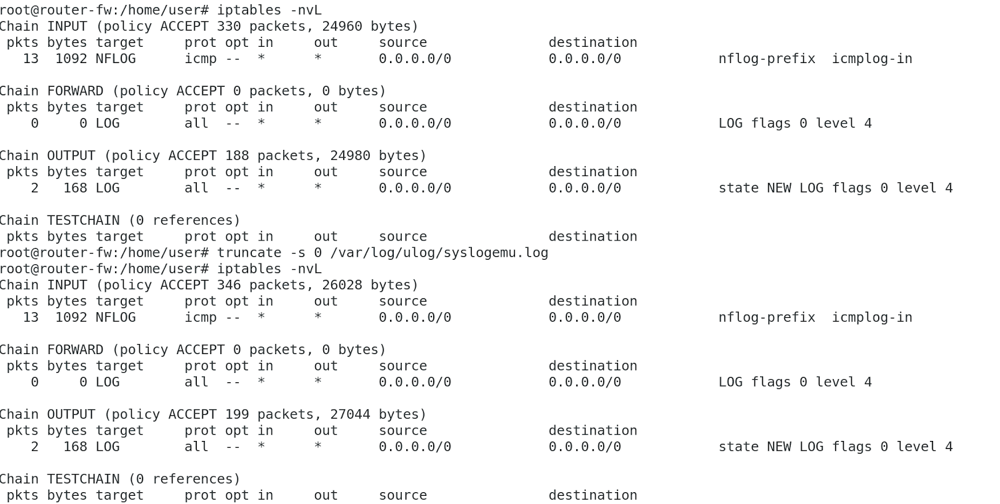 root@router-fw:/home/user# iptables -nvL
Chain INPUT (policy ACCEPT 330 packets, 24960 bytes)
 pkts bytes target     prot opt in     out     source               destination
   13  1092 NFLOG      icmp --  *      *       0.0.0.0/0            0.0.0.0/0            nflog-prefix  icmplog-in

Chain FORWARD (policy ACCEPT 0 packets, 0 bytes)
 pkts bytes target     prot opt in     out     source               destination
    0     0 LOG        all  --  *      *       0.0.0.0/0            0.0.0.0/0            LOG flags 0 level 4

Chain OUTPUT (policy ACCEPT 188 packets, 24980 bytes)
 pkts bytes target     prot opt in     out     source               destination
    2   168 LOG        all  --  *      *       0.0.0.0/0            0.0.0.0/0            state NEW LOG flags 0 level 4

Chain TESTCHAIN (0 references)
 pkts bytes target     prot opt in     out     source               destination
root@router-fw:/home/user# truncate -s 0 /var/log/ulog/syslogemu.log
root@router-fw:/home/user# iptables -nvL
Chain INPUT (policy ACCEPT 346 packets, 26028 bytes)
 pkts bytes target     prot opt in     out     source               destination
   13  1092 NFLOG      icmp --  *      *       0.0.0.0/0            0.0.0.0/0            nflog-prefix  icmplog-in

Chain FORWARD (policy ACCEPT 0 packets, 0 bytes)
 pkts bytes target     prot opt in     out     source               destination
    0     0 LOG        all  --  *      *       0.0.0.0/0            0.0.0.0/0            LOG flags 0 level 4

Chain OUTPUT (policy ACCEPT 199 packets, 27044 bytes)
 pkts bytes target     prot opt in     out     source               destination
    2   168 LOG        all  --  *      *       0.0.0.0/0            0.0.0.0/0            state NEW LOG flags 0 level 4

Chain TESTCHAIN (0 references)
 pkts bytes target     prot opt in     out     source               destination